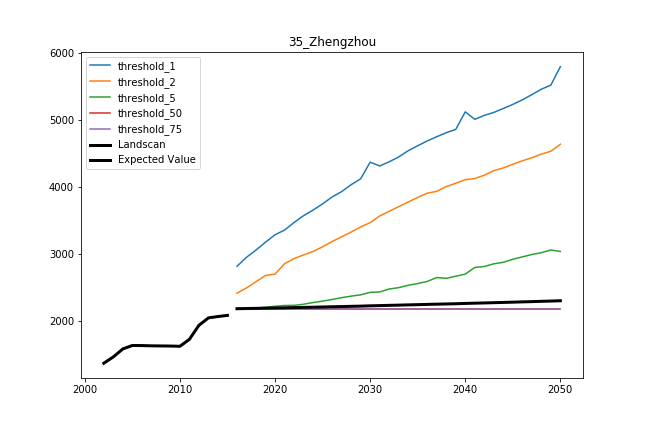 35_Zhengzhou
6000
5000
4000
3000
2000
threshold_1
threshold_2
threshold_5
threshold_50
threshold_75
Landscan
Expected Value
2000 2010 2020 2030 2040 2050